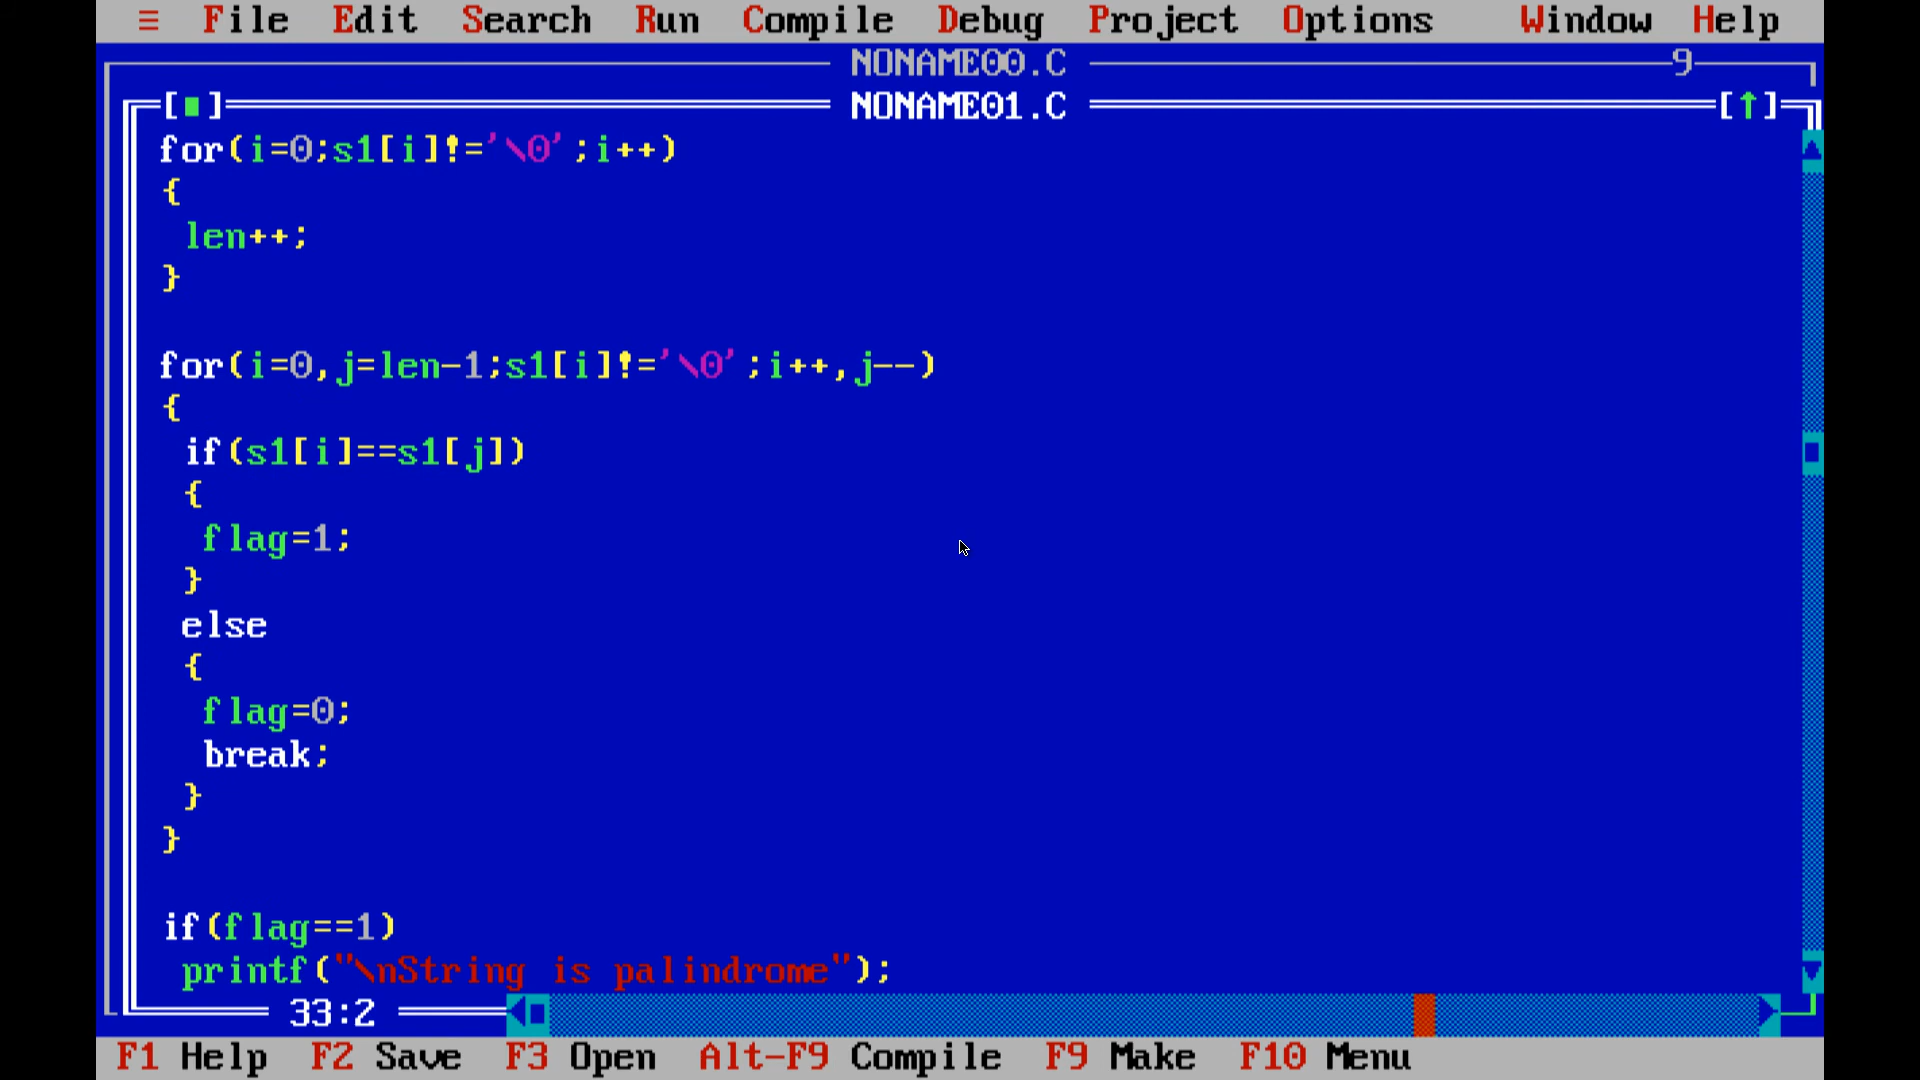 ≡ File Edit Search Run Compile Debug Project Options Window Help
NONAME00.C 9
[■] NONAME01.C [↑]
for(i=0;s1[i]!='\0';i++)
{
len++;
}
for(i=0,j=len-1;s1[i]!='\0';i++,j--)
{
if(s1[i]==s1[j])
{
flag=1;
}
else
{
flag=0;
break;
}
}
if(flag==1)
printf("\nString is palindrome");
33:2
F1 Help F2 Save F3 Open Alt-F9 Compile F9 Make F10 Menu